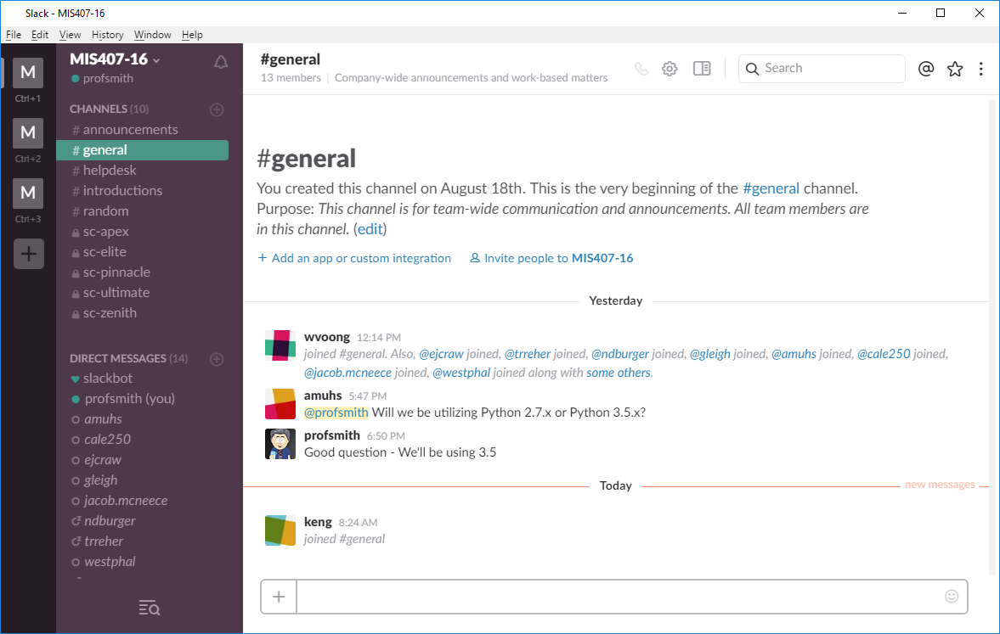 Slack - MIS407-16
File Edit View History Window Help
M
Ctrl+1
M
Ctrl+2
M
Ctrl+3
MIS407-16
profsmith
CHANNELS (10)
# announcements
# general
# helpdesk
# introductions
# random
sc-apex
sc-elite
sc-pinnacle
sc-ultimate
sc-zenith
DIRECT MESSAGES (14)
slackbot
profsmith (you)
amuhs
cale250
ejcraw
gleigh
jacob.mcneece
ndburger
trreher
westphal
#general
13 members | Company-wide announcements and work-based matters
Search
#general
You created this channel on August 18th. This is the very beginning of the #general channel.
Purpose: This channel is for team-wide communication and announcements. All team members are
in this channel. (edit)
+ Add an app or custom integration Invite people to MIS407-16
Yesterday
wvoong 12:14 PM
joined #general. Also, @ejcraw joined, @trreher joined, @ndburger joined, @gleigh joined, @amuhs joined, @cale250 joined,
@jacob.mcneece joined, @westphal joined along with some others.
amuhs 5:47 PM
@profsmith Will we be utilizing Python 2.7.x or Python 3.5.x?
profsmith 6:50 PM
Good question - We'll be using 3.5
Today
new messages
keng 8:24 AM
joined #general